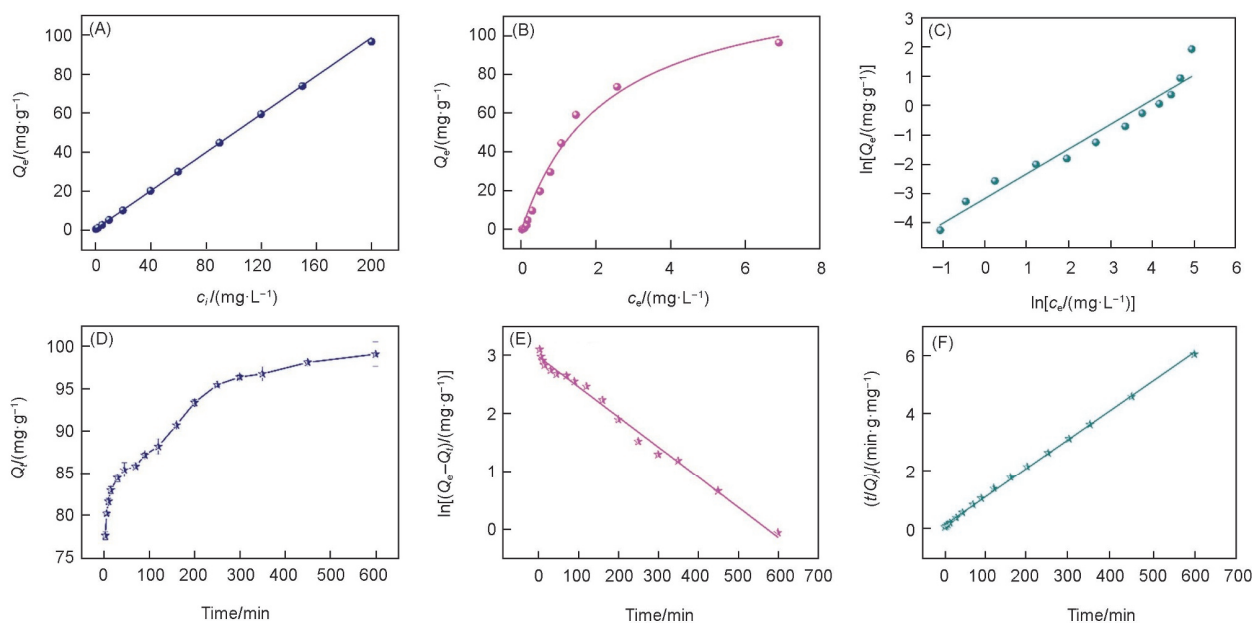 (A)
100
80
60
40
20
0
Qe/(mg·g⁻¹)
0 40 80 120 160 200
ci/(mg·L⁻¹)
(B)
100
80
60
40
20
0
Qe/(mg·g⁻¹)
0 2 4 6 8
ce/(mg·L⁻¹)
(C)
3
2
1
0
−1
−2
−3
−4
ln[Qe/(mg·g⁻¹)]
−1 0 1 2 3 4 5 6
ln[ce/(mg·L⁻¹)]
(D)
100
95
90
85
80
75
Qt/(mg·g⁻¹)
0 100 200 300 400 500 600
Time/min
(E)
3
2
1
0
ln[(Qe−Qt)/(mg·g⁻¹)]
0 100 200 300 400 500 600 700
Time/min
(F)
6
4
2
0
(t/Q)t/(min·g·mg⁻¹)
0 100 200 300 400 500 600 700
Time/min